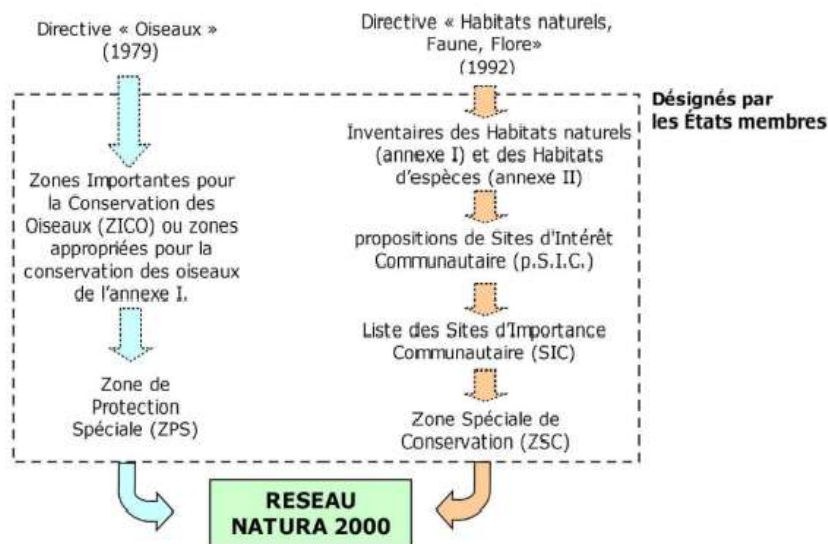 Directive « Oiseaux »
(1979)
Directive « Habitats naturels,
Faune, Flore»
(1992)
Désignés par
les États membres
Zones Importantes pour
la Conservation des
Oiseaux (ZICO) ou zones
appropriées pour la
conservation des oiseaux
de l'annexe I.
Zone de
Protection
Spéciale (ZPS)
Inventaires des Habitats naturels
(annexe I) et des Habitats
d'espèces (annexe II)
propositions de Sites d'Intérêt
Communautaire (p.S.I.C.)
Liste des Sites d'Importance
Communautaire (SIC)
Zone Spéciale de
Conservation (ZSC)
RESEAU
NATURA 2000